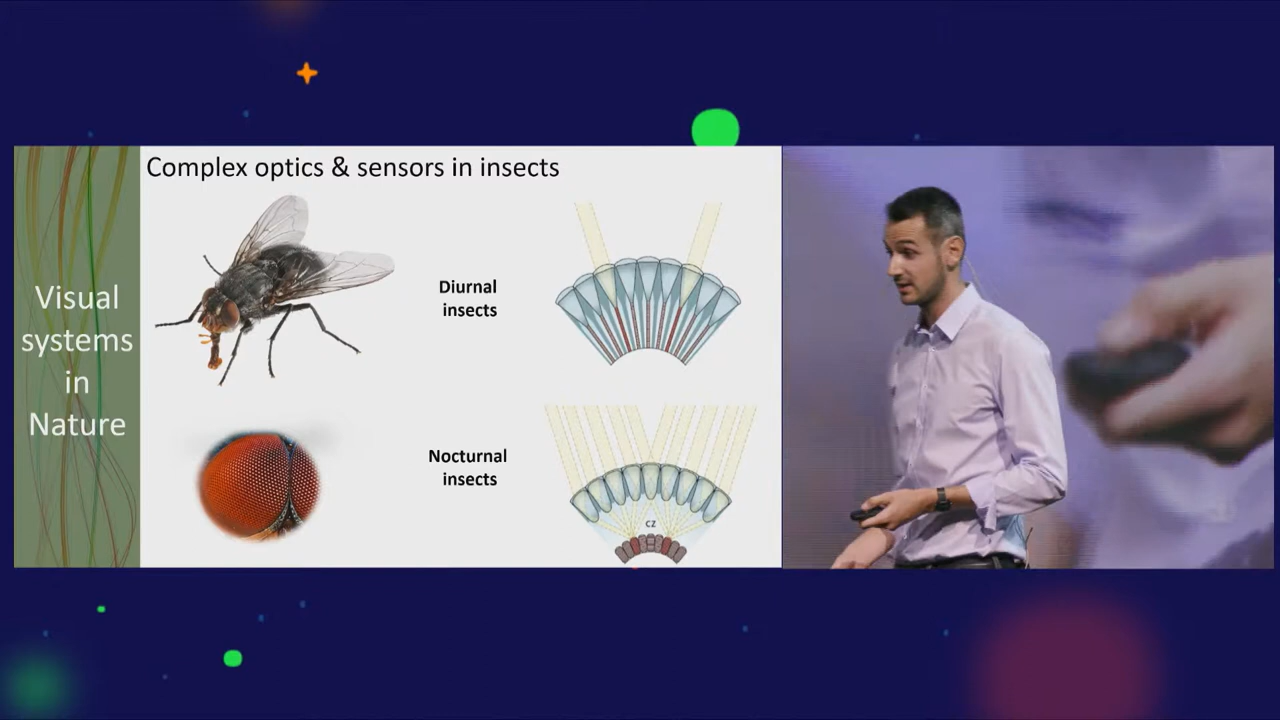 Complex optics & sensors in insects
Visual
systems
in
Nature
Diurnal
insects
Nocturnal
insects
CZ